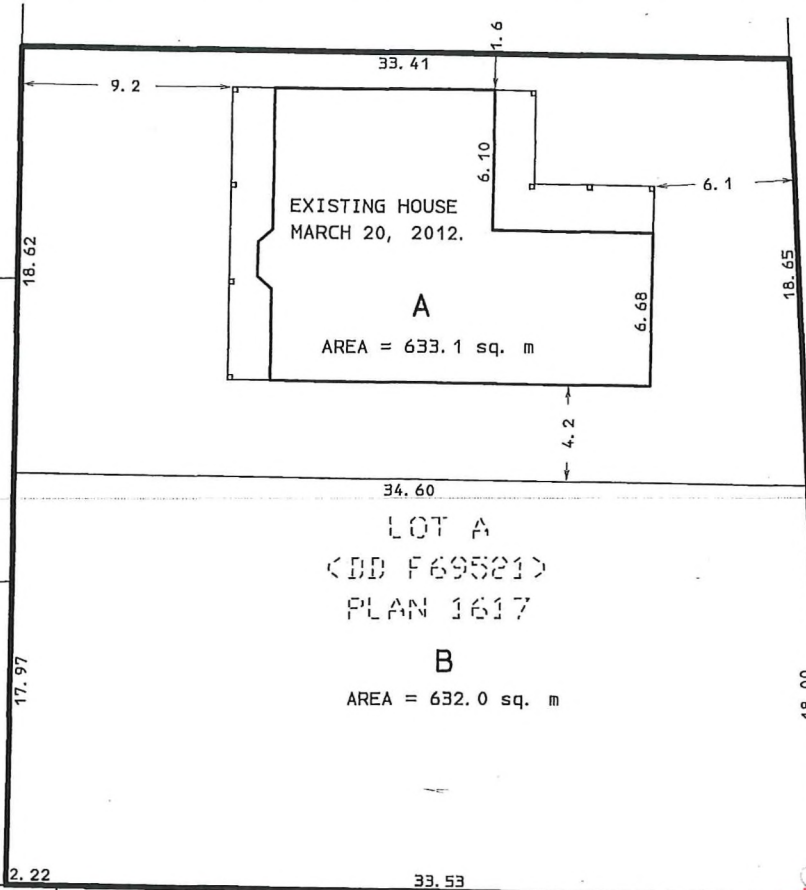 1.6
33.41
9.2
6.10
6.1
EXISTING HOUSE
MARCH 20, 2012.
18.62
18.65
6.68
A
AREA = 633.1 sq. m
4.2
34.60
LOT A
<DD F69521>
PLAN 1617
B
17.97
AREA = 632.0 sq. m
2.22
33.53